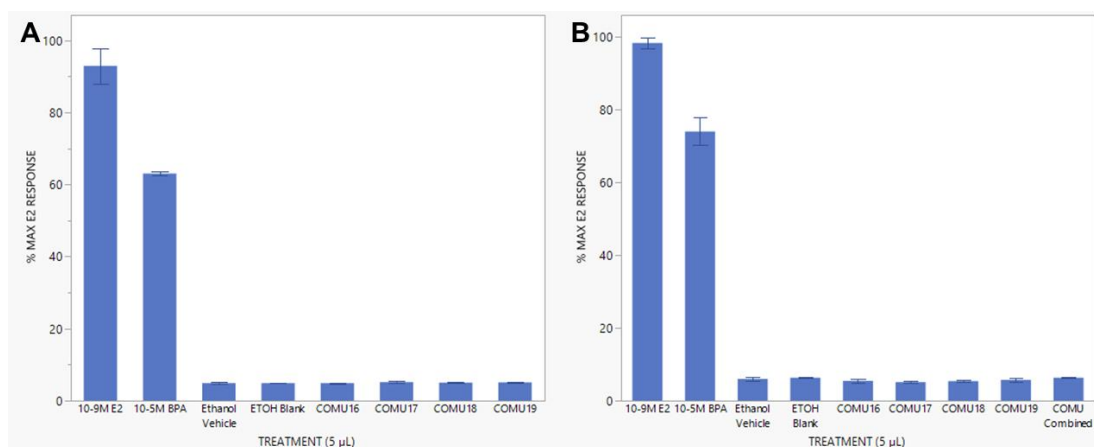 A
% MAX E2 RESPONSE
100
80
60
40
20
0
10-9M E2 10-5M BPA Ethanol Vehicle ETOH Blank COMU16 COMU17 COMU18 COMU19
TREATMENT (5 µL)
B
% MAX E2 RESPONSE
100
80
60
40
20
0
10-9M E2 10-5M BPA Ethanol Vehicle ETOH Blank COMU16 COMU17 COMU18 COMU19 COMU Combined
TREATMENT (5 µL)